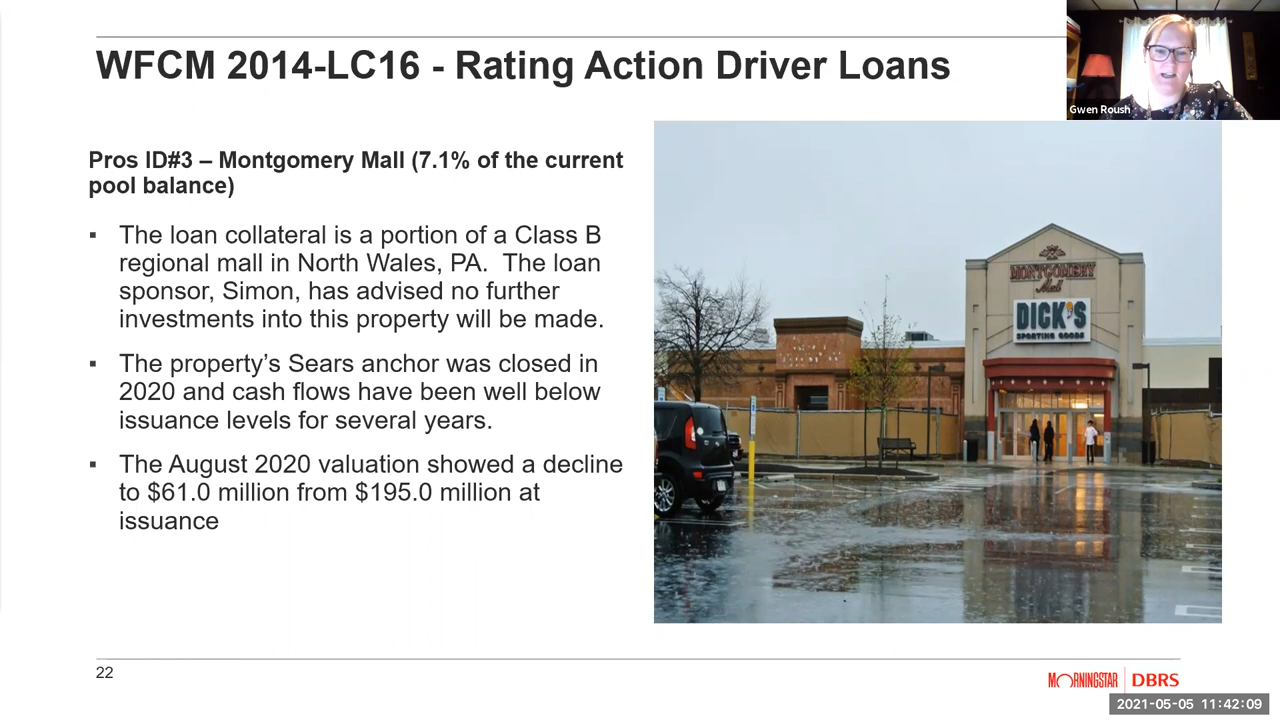 WFCM 2014-LC16 - Rating Action Driver Loans
Gwen Roush
Pros ID#3 – Montgomery Mall (7.1% of the current
pool balance)
▪ The loan collateral is a portion of a Class B
regional mall in North Wales, PA. The loan
sponsor, Simon, has advised no further
investments into this property will be made.
▪ The property’s Sears anchor was closed in
2020 and cash flows have been well below
issuance levels for several years.
▪ The August 2020 valuation showed a decline
to $61.0 million from $195.0 million at
issuance
MONTGOMERY
Mall
DICK'S
SPORTING GOODS
22
MORNINGSTAR | DBRS
2021-05-05 11:42:09